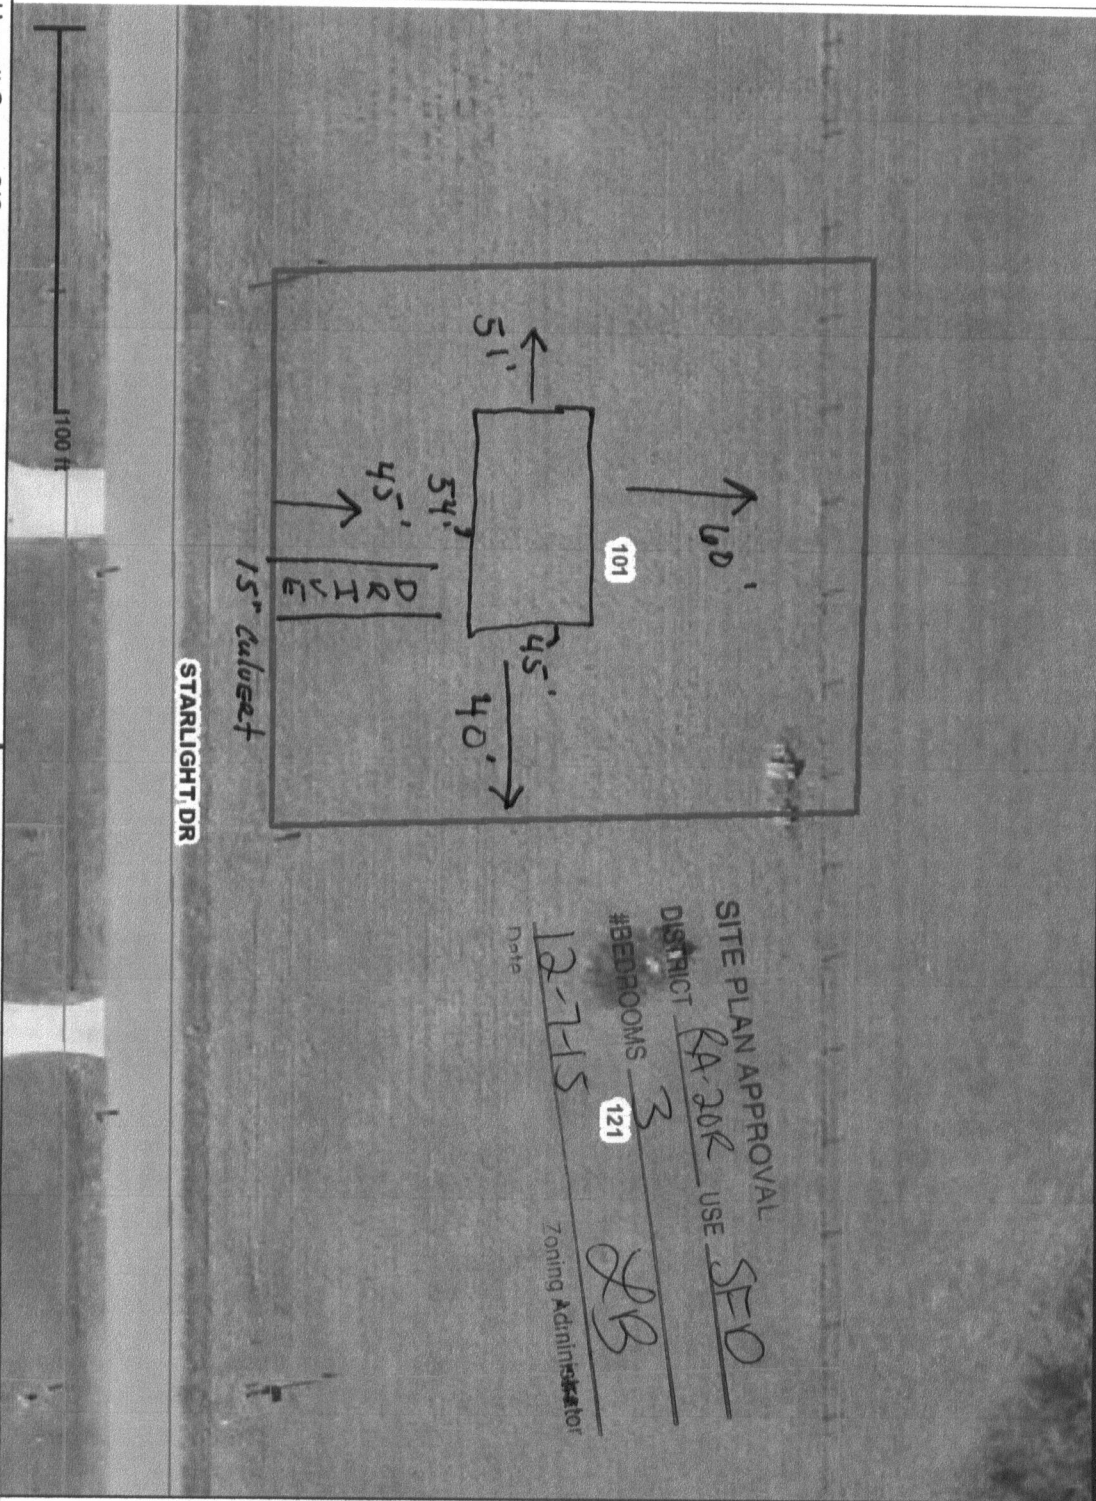 SITE PLAN APPROVAL
DISTRICT RA-20R USE SFD
#BEDROOMS 3
121
12-7-15 LB
Date Zoning Administrator
60'
101
51'
45'
40'
54'
45'
DRIVE
15" Culvert
STARLIGHT DR
100 ft